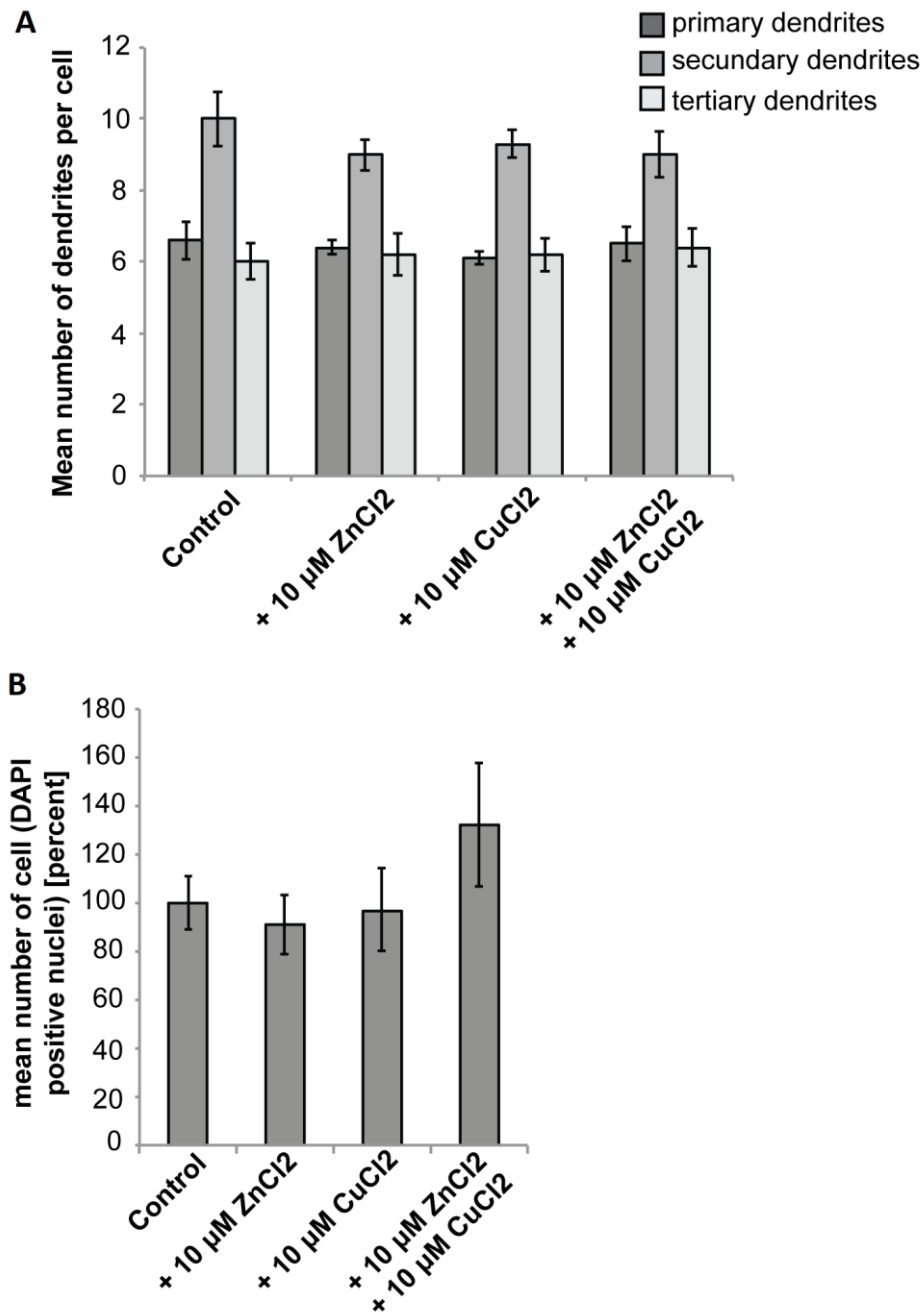 A
primary dendrites
secundary dendrites
tertiary dendrites
Mean number of dendrites per cell
12
10
8
6
4
2
0
Control
+ 10 µM ZnCl2
+ 10 µM CuCl2
+ 10 µM ZnCl2
+ 10 µM CuCl2
B
mean number of cell (DAPI
positive nuclei) [percent]
180
160
140
120
100
80
60
40
20
0
Control
+ 10 µM ZnCl2
+ 10 µM CuCl2
+ 10 µM ZnCl2
+ 10 µM CuCl2